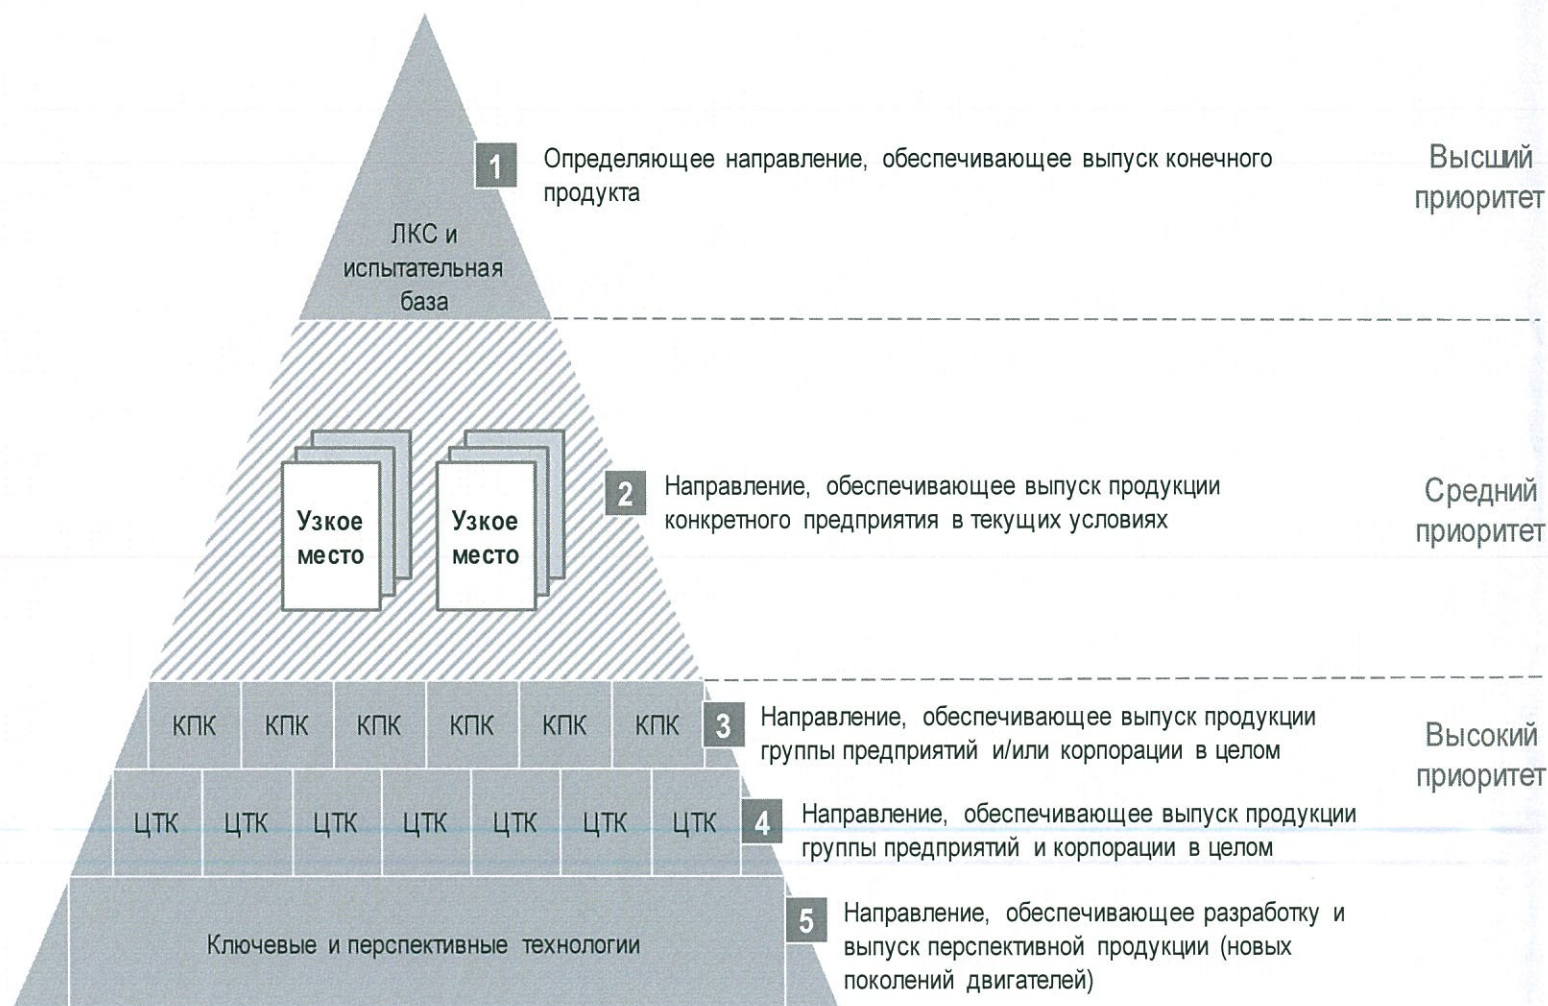 1
Определяющее направление, обеспечивающее выпуск конечного
продукта
Высший
приоритет
ЛКС и
испытательная
база
Узкое
место
Узкое
место
2
Направление, обеспечивающее выпуск продукции
конкретного предприятия в текущих условиях
Средний
приоритет
КПК КПК КПК КПК КПК КПК
3
Направление, обеспечивающее выпуск продукции
группы предприятий и/или корпорации в целом
Высокий
приоритет
ЦТК ЦТК ЦТК ЦТК ЦТК ЦТК ЦТК
4
Направление, обеспечивающее выпуск продукции
группы предприятий и корпорации в целом
Ключевые и перспективные технологии
5
Направление, обеспечивающее разработку и
выпуск перспективной продукции (новых
поколений двигателей)